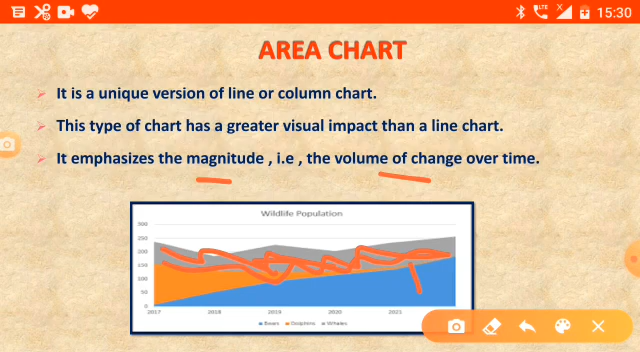 LTE
15:30
AREA CHART
It is a unique version of line or column chart.
This type of chart has a greater visual impact than a line chart.
It emphasizes the magnitude , i.e , the volume of change over time.
Wildlife Population
300
250
200
150
100
50
0
2017 2018 2019 2020 2021
Bears Dolphins Whales